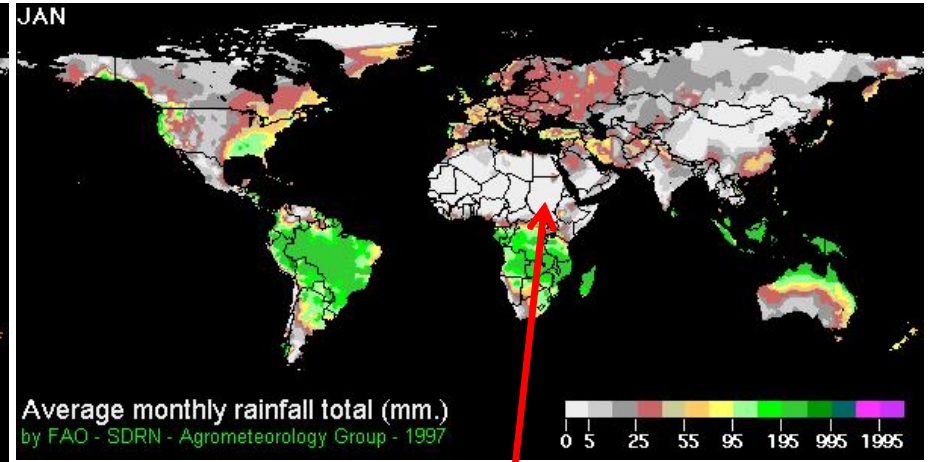 JAN
Average monthly rainfall total (mm.)
by FAO - SDRN - Agrometeorology Group - 1997
0 5 25 55 95 195 995 1995